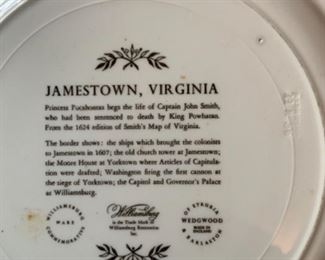 JAMESTOWN, VIRGINIA
Princess Pocahontas begs the life of Captain John Smith,
who had been sentenced to death by King Powhatan.
From the 1624 edition of Smith's Map of Virginia.
The border shows: the ships which brought the colonists
to Jamestown in 1607; the old church tower at Jamestown;
the Moore House at Yorktown where Articles of Capitula-
tion were drafted; Washington firing the first cannon at
the siege of Yorktown; the Capitol and Governor's Palace
at Williamsburg.
WILLIAMSBURG
WARE
COMMEMORATIVE
Williamsburg
is the Trade Mark of
Williamsburg Restoration
Inc.
OF ETRURIA
WEDGWOOD
MADE IN
ENGLAND
& BARLASTON